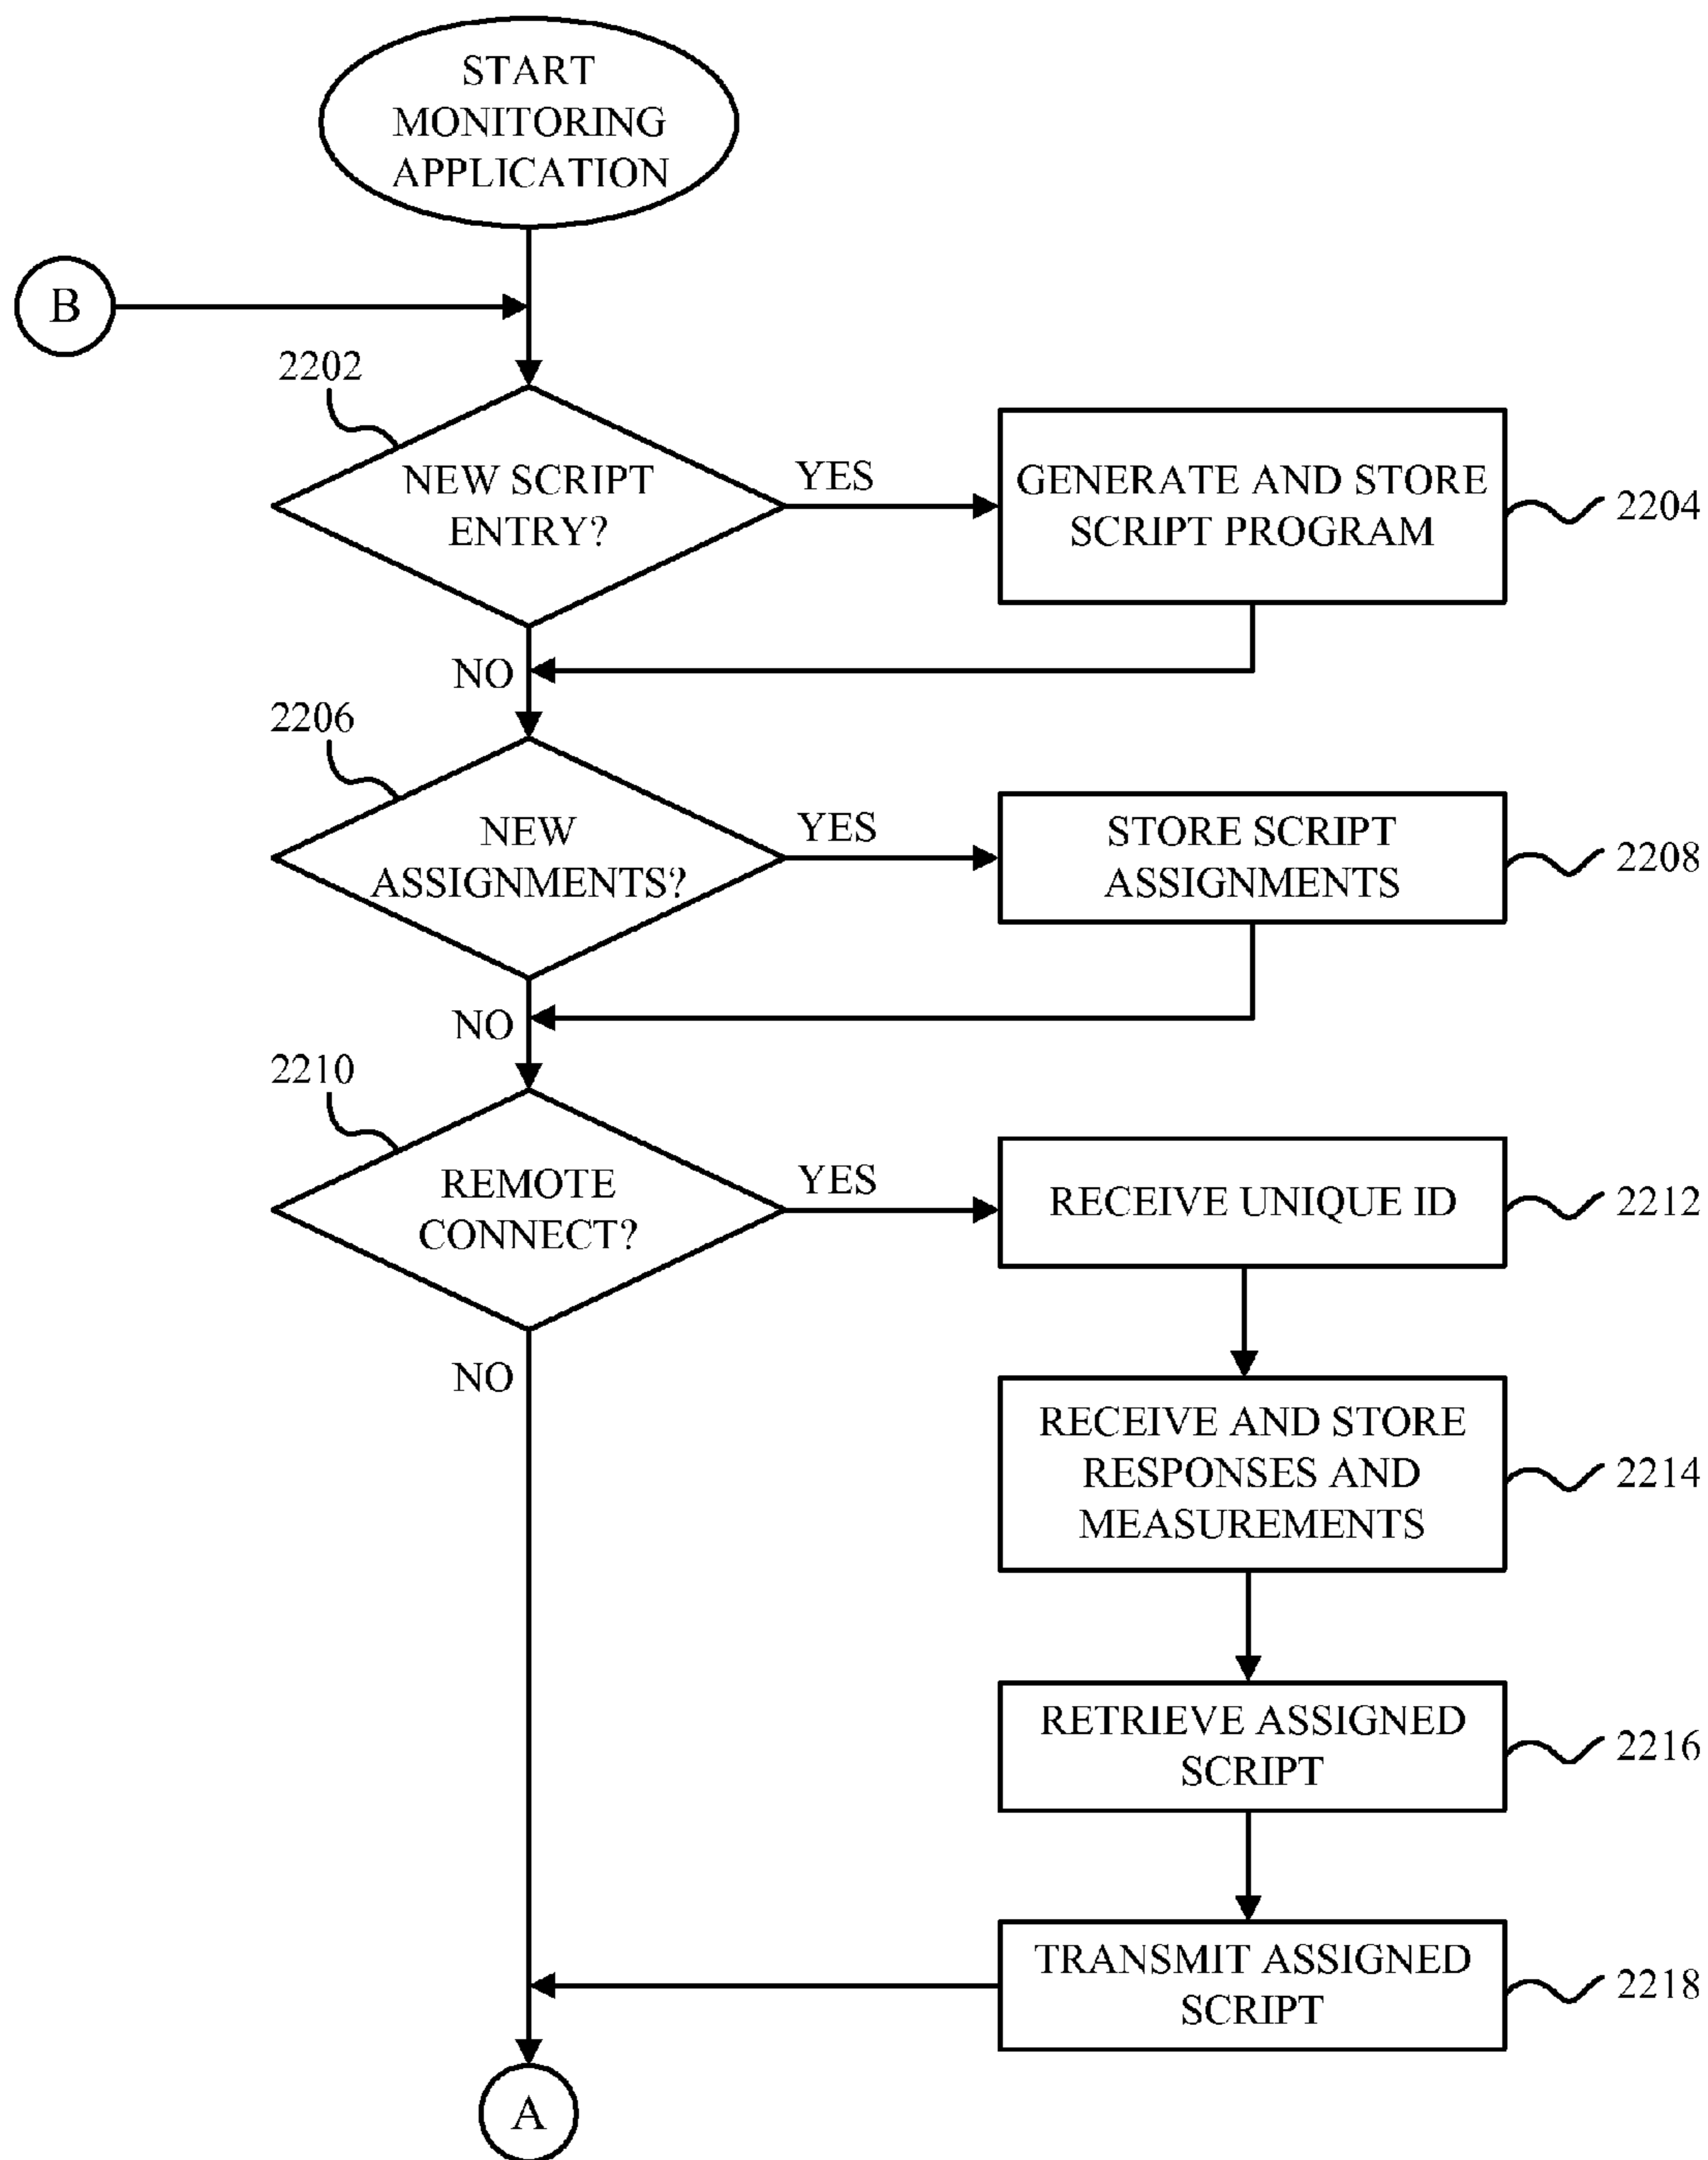 START
MONITORING
APPLICATION
B
2202
NEW SCRIPT
ENTRY?
YES
GENERATE AND STORE
SCRIPT PROGRAM
2204
NO
2206
NEW
ASSIGNMENTS?
YES
STORE SCRIPT
ASSIGNMENTS
2208
NO
2210
REMOTE
CONNECT?
YES
RECEIVE UNIQUE ID
2212
NO
RECEIVE AND STORE
RESPONSES AND
MEASUREMENTS
2214
RETRIEVE ASSIGNED
SCRIPT
2216
TRANSMIT ASSIGNED
SCRIPT
2218
A